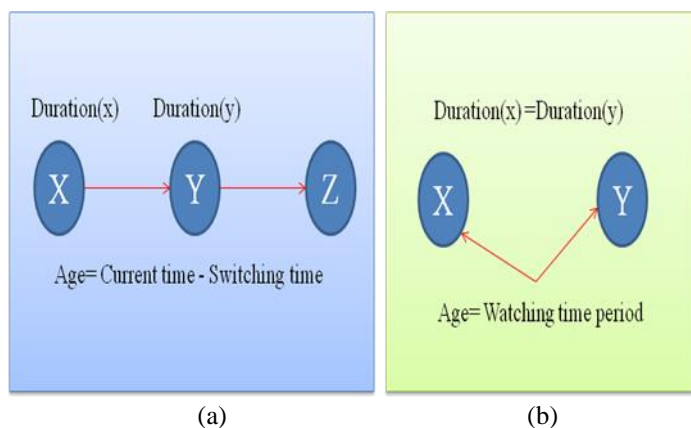 Duration(x) Duration(y)
X Y Z
Age= Current time - Switching time
(a)
Duration(x) =Duration(y)
X Y
Age= Watching time period
(b)